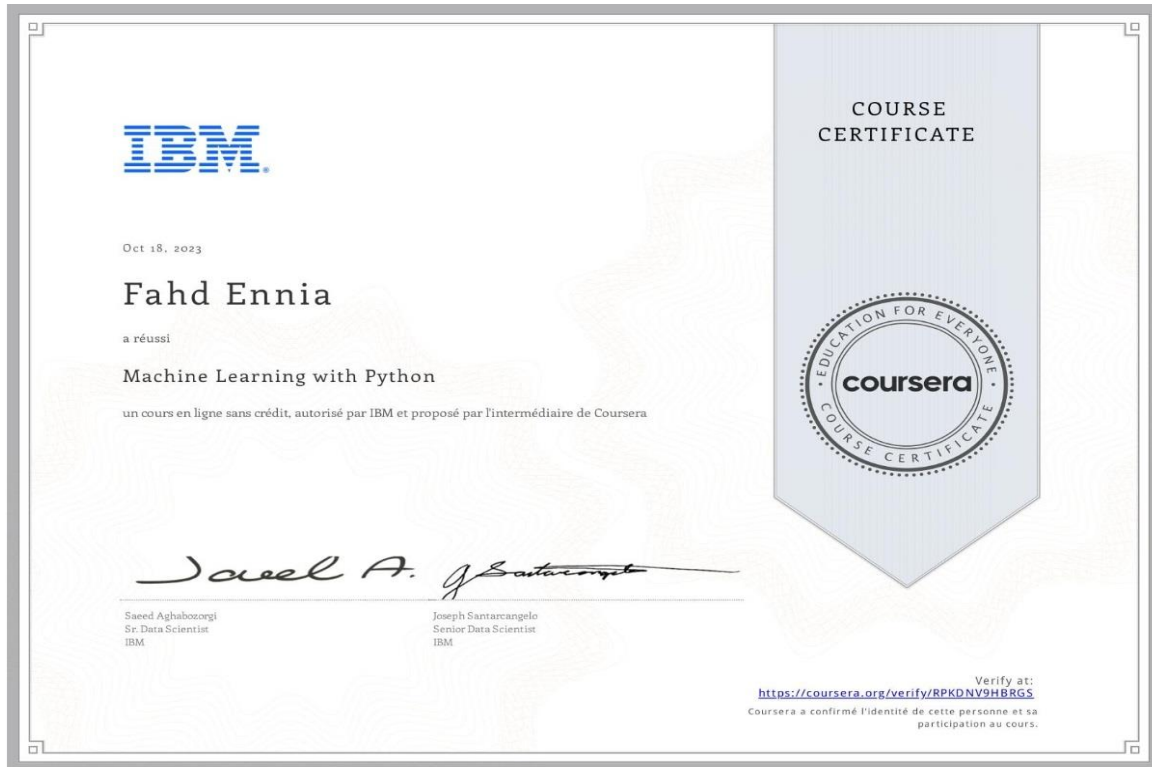 IBM®
COURSE
CERTIFICATE
Oct 18, 2023
Fahd Ennia
a réussi
Machine Learning with Python
un cours en ligne sans crédit, autorisé par IBM et proposé par l'intermédiaire de Coursera
EDUCATION FOR EVERYONE
coursera
COURSE CERTIFICATE
Saeed Aghabozorgi
Sr. Data Scientist
IBM
Joseph Santarcangelo
Senior Data Scientist
IBM
Verify at:
https://coursera.org/verify/RPKDNV9HBRGS
Coursera a confirmé l'identité de cette personne et sa
participation au cours.